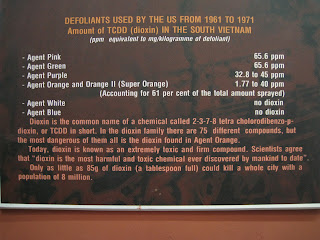 DEFOLIANTS USED BY THE US FROM 1961 TO 1971
Amount of TCDD (dioxin) IN THE SOUTH VIETNAM
(ppm equivalent to mg/kilogramme of defoliant)
- Agent Pink 65.6 ppm
- Agent Green 65.6 ppm
- Agent Purple 32.8 to 45 ppm
- Agent Orange and Orange II (Super Orange) 1.77 to 40 ppm
(Accounting for 61 per cent of the total amount sprayed)
- Agent White no dioxin
- Agent Blue no dioxin
Dioxin is the common name of a chemical called 2-3-7-8 letra cholorodibenzo-p-
dioxin, or TCDD in short. In the dioxin family there are 75 different compounds, but
the most dangerous of them all is the dioxin found in Agent Orange.
Today, dioxin is known as an extremely toxic and firm compound. Scientists agree
that "dioxin is the most harmful and toxic chemical ever discovered by mankind to date".
Only as little as 85g of dioxin (a tablespoon full) could kill a whole city with a
population of 8 million.